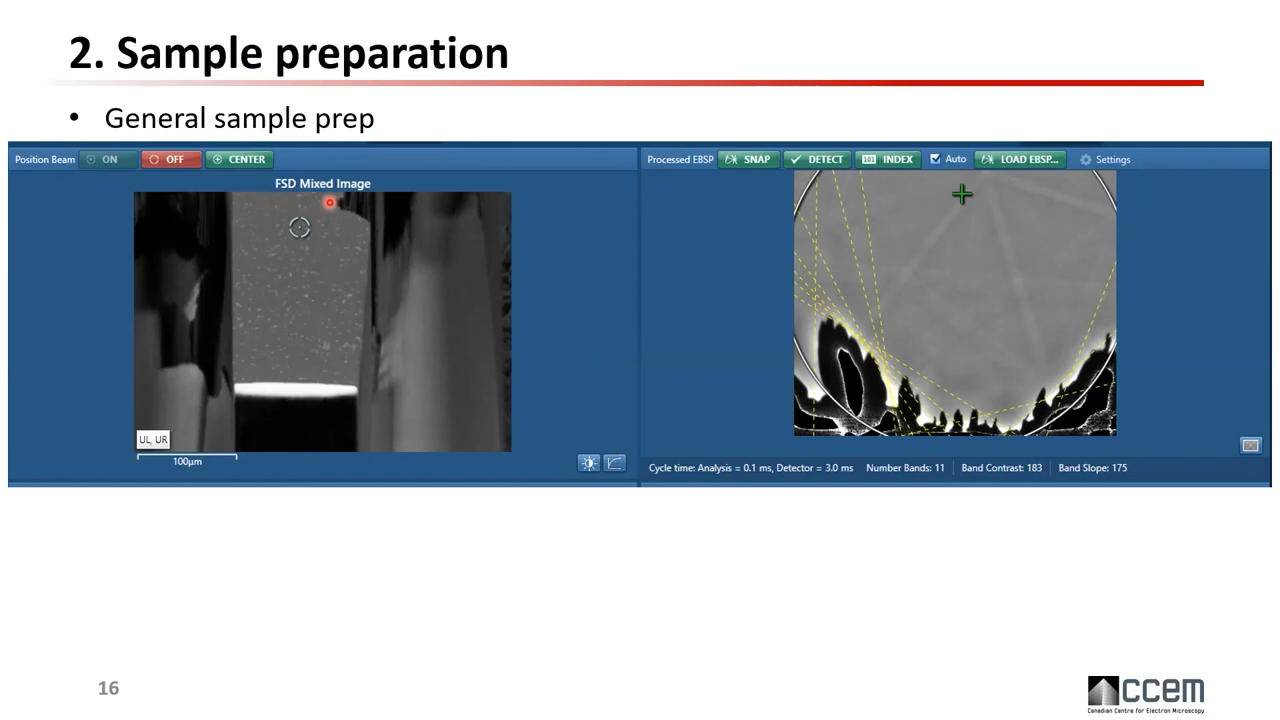 2. Sample preparation
• General sample prep
Position Beam ON OFF CENTER
FSD Mixed Image
UL, UR
100µm
Processed EBSP SNAP DETECT INDEX Auto LOAD EBSP... Settings
Cycle time: Analysis = 0.1 ms, Detector = 3.0 ms Number Bands: 11 Band Contrast: 183 Band Slope: 175
16
ccem
Canadian Centre for Electron Microscopy